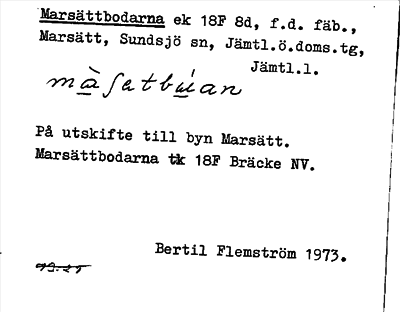 Marsättbodarna ek 18F 8d, f.d. fäb.,
Marsätt, Sundsjö sn, Jämtl.ö.doms.tg,
Jämtl.l.
På utskifte till byn Marsätt.
Marsättbodarna tk 18F Bräcke NV.
Bertil Flemström 1973.